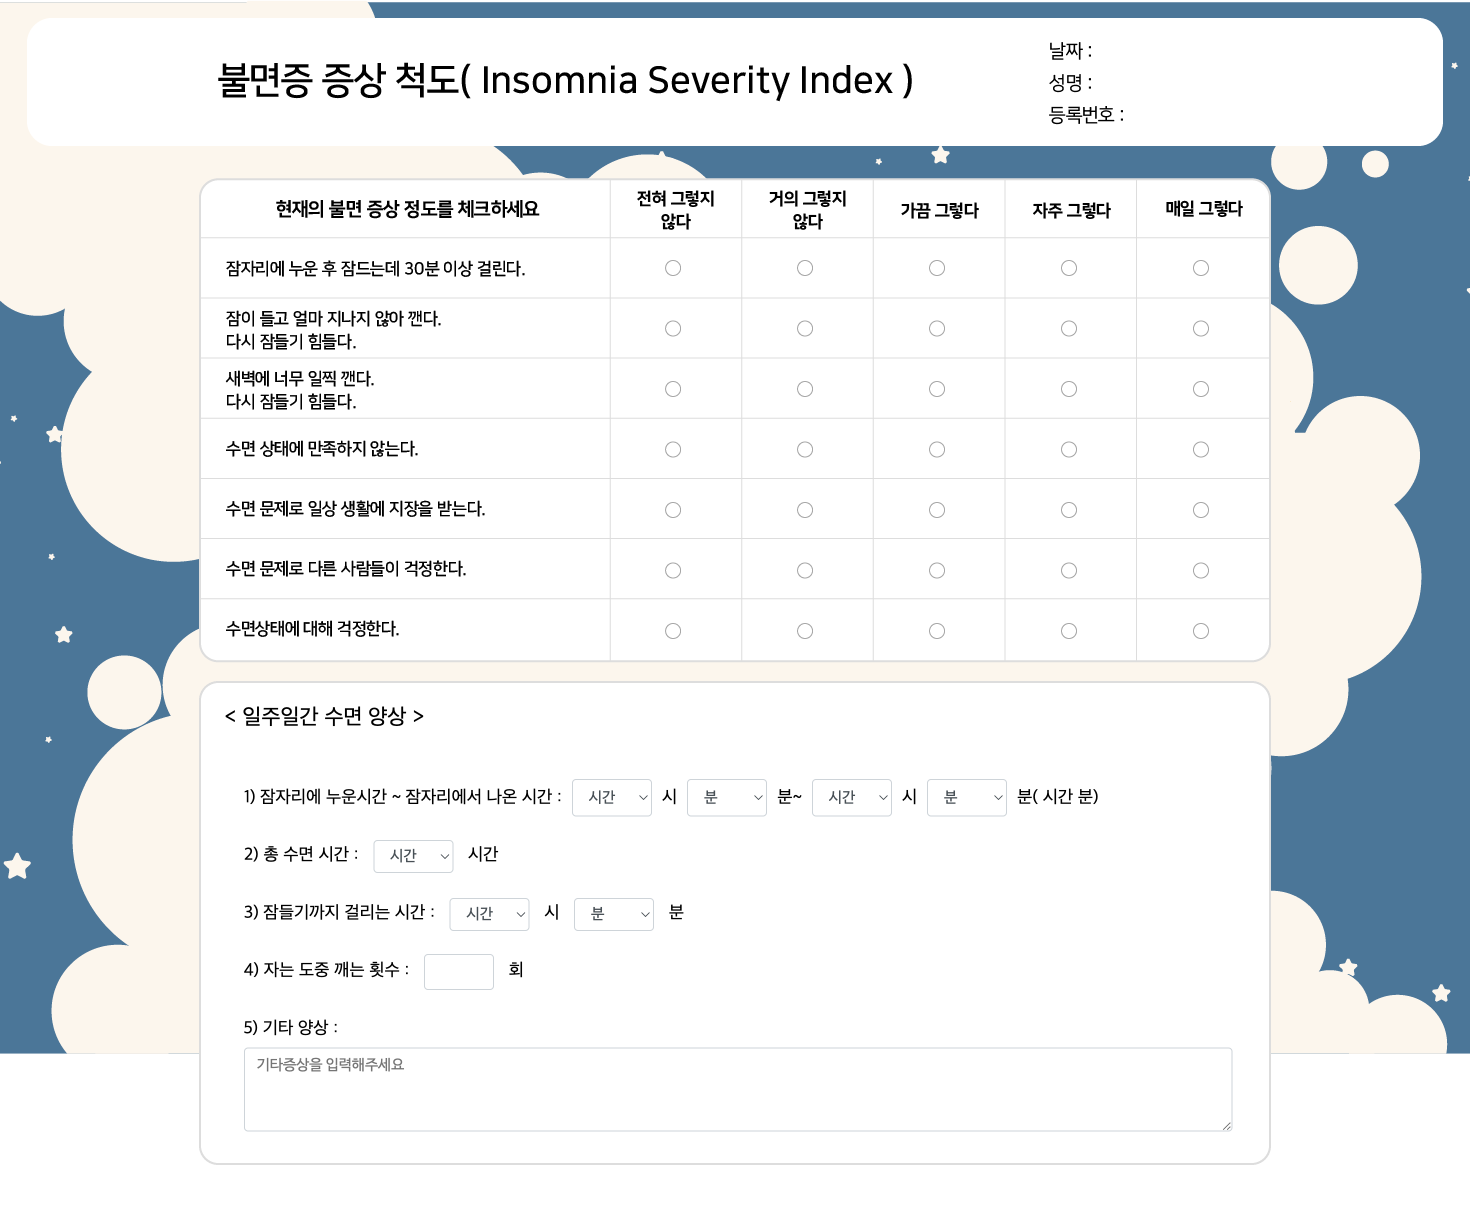 불면증 증상 척도( Insomnia Severity Index )
날짜 :
성명 :
등록번호 :
현재의 불면 증상 정도를 체크하세요
전혀 그렇지
않다
거의 그렇지
않다
가끔 그렇다
자주 그렇다
매일 그렇다
잠자리에 누운 후 잠드는데 30분 이상 걸린다.
잠이 들고 얼마 지나지 않아 깬다.
다시 잠들기 힘들다.
새벽에 너무 일찍 깬다.
다시 잠들기 힘들다.
수면 상태에 만족하지 않는다.
수면 문제로 일상 생활에 지장을 받는다.
수면 문제로 다른 사람들이 걱정한다.
수면상태에 대해 걱정한다.
< 일주일간 수면 양상 >
1) 잠자리에 누운시간 ~ 잠자리에서 나온 시간 : 시간 시 분 분~ 시간 시 분 분( 시간 분)
2) 총 수면 시간 : 시간 시간
3) 잠들기까지 걸리는 시간 : 시간 시 분 분
4) 자는 도중 깨는 횟수 : 회
5) 기타 양상 :
기타증상을 입력해주세요